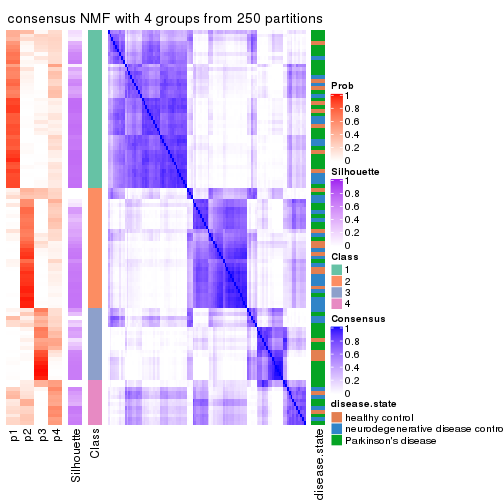 consensus NMF with 4 groups from 250 partitions
Prob
1
0.8
0.6
0.4
0.2
0
Silhouette
1
0.8
0.6
0.4
0.2
0
Class
1
2
3
4
Consensus
1
0.8
0.6
0.4
0.2
0
disease.state
healthy control
neurodegenerative disease contro
Parkinson's disease
p1
p2
p3
p4
Silhouette
Class
disease.state